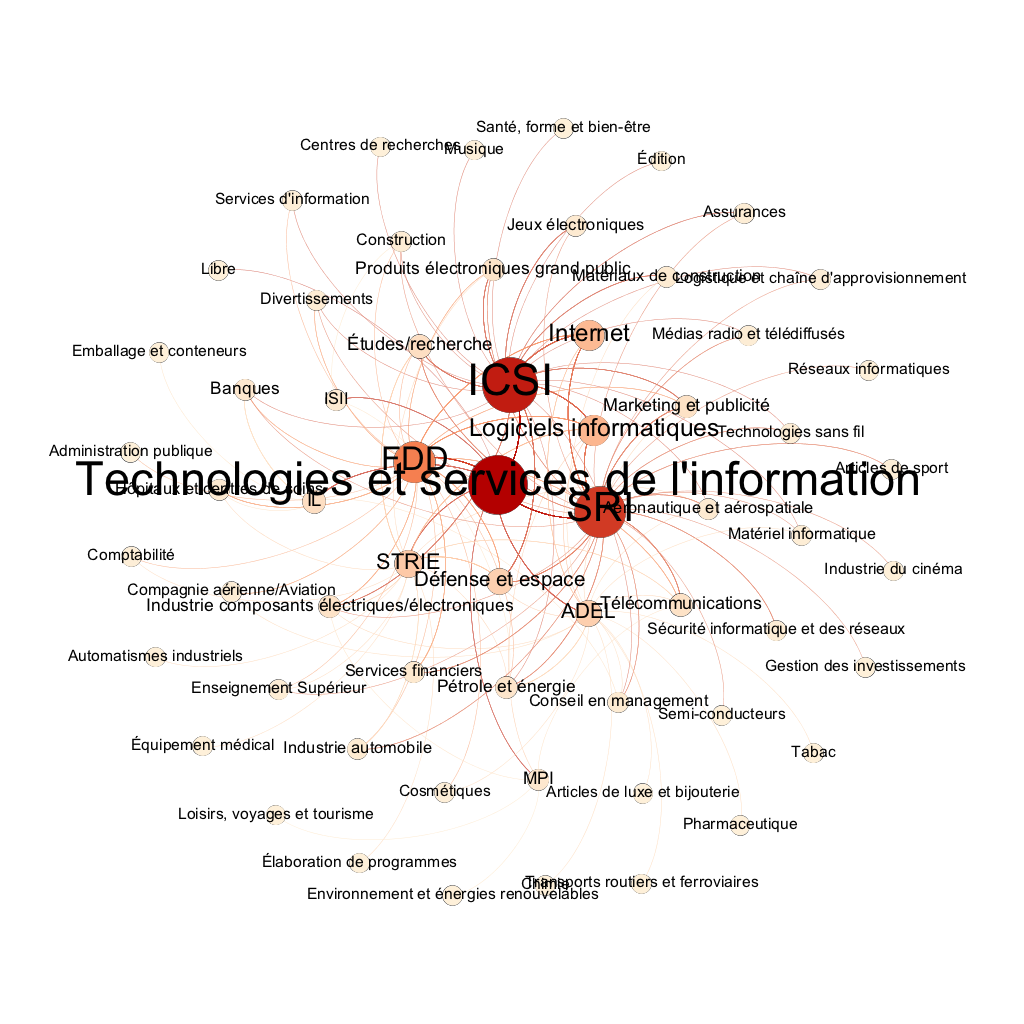 Santé, forme et bien-être
Centres de recherches
Musique
Édition
Services d'information
Assurances
Jeux électroniques
Construction
Libre
Produits électroniques grand public
Matériaux de construction
Logistique et chaîne d'approvisionnement
Divertissements
Internet
Médias radio et télédiffusés
Études/recherche
Emballage et conteneurs
Réseaux informatiques
ICSI
Banques
ISII
Marketing et publicité
Logiciels informatiques
Technologies sans fil
Administration publique
FDD
Articles de sport
Technologies et services de l'information
Hôpitaux et centres de soins
IL
SRI
Aéronautique et aérospatiale
Matériel informatique
Comptabilité
STRIE
Industrie du cinéma
Défense et espace
Compagnie aérienne/Aviation
Industrie composants électriques/électroniques
ADEL
Télécommunications
Sécurité informatique et des réseaux
Automatismes industriels
Gestion des investissements
Services financiers
Enseignement Supérieur
Pétrole et énergie
Conseil en management
Semi-conducteurs
Équipement médical
Industrie automobile
Tabac
MPI
Cosmétiques
Articles de luxe et bijouterie
Loisirs, voyages et tourisme
Pharmaceutique
Élaboration de programmes
Chimie
Transports routiers et ferroviaires
Environnement et énergies renouvelables